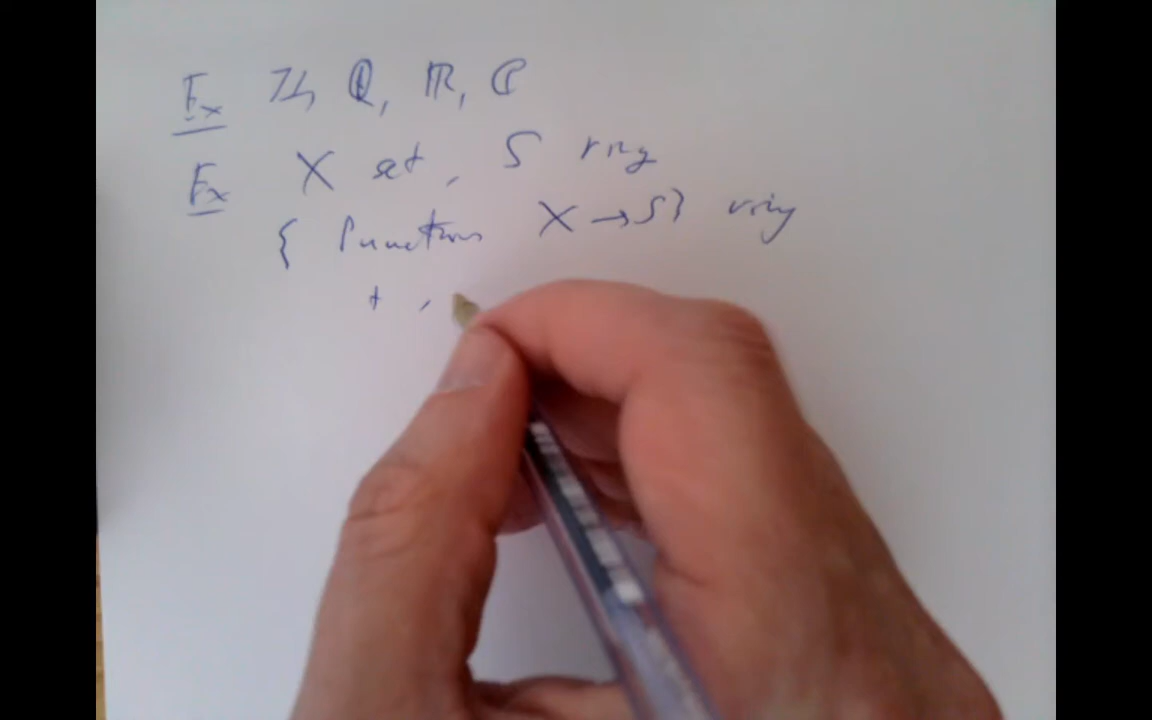 Ex ℤ, ℚ, ℝ, ℂ
Ex X set, S ring
{ functions X → S } ring
+ ,